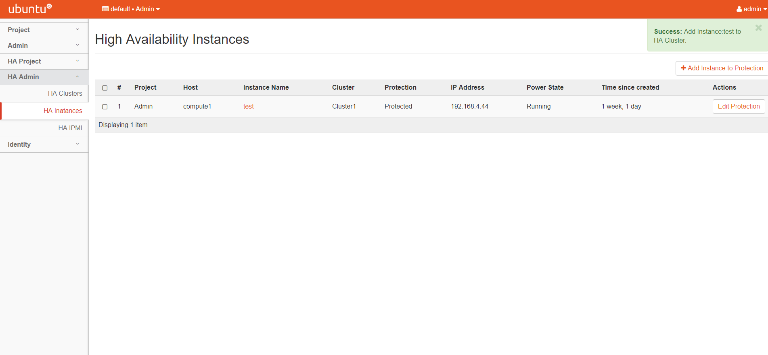 ubuntu
default • Admin
admin
Project
Admin
HA Project
HA Admin
HA Clusters
HA Instances
HA IPMI
Identity
High Availability Instances
Success: Add Instance:test to
HA Cluster.
+ Add Instance to Protection
# Project Host Instance Name Cluster Protection IP Address Power State Time since created Actions
1 Admin compute1 test Cluster1 Protected 192.168.4.44 Running 1 week, 1 day Edit Protection
Displaying 1 item